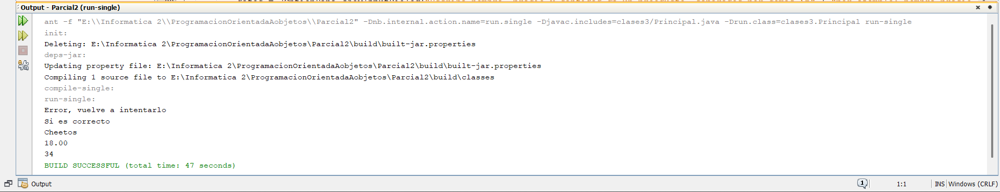 Output - Parcial2 (run-single)
ant -f "E:\\Informatica 2\\ProgramacionOrientadaAobjetos\\Parcial2" -Dnb.internal.action.name=run.single -Djavac.includes=clases3/Principal.java -Drun.class=clases3.Principal run-single
init:
Deleting: E:\Informatica 2\ProgramacionOrientadaAobjetos\Parcial2\build\built-jar.properties
deps-jar:
Updating property file: E:\Informatica 2\ProgramacionOrientadaAobjetos\Parcial2\build\built-jar.properties
Compiling 1 source file to E:\Informatica 2\ProgramacionOrientadaAobjetos\Parcial2\build\classes
compile-single:
run-single:
Error, vuelve a intentarlo
Si es correcto
Cheetos
18.00
34
BUILD SUCCESSFUL (total time: 47 seconds)
Output
1
1:1
INS
Windows (CRLF)